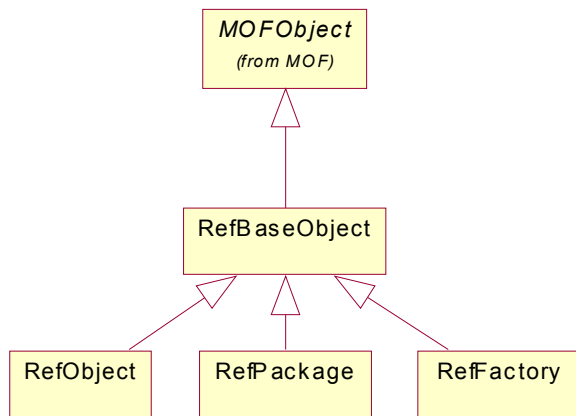 MOFObject
(from MOF)
RefBaseObject
RefObject
RefPackage
RefFactory